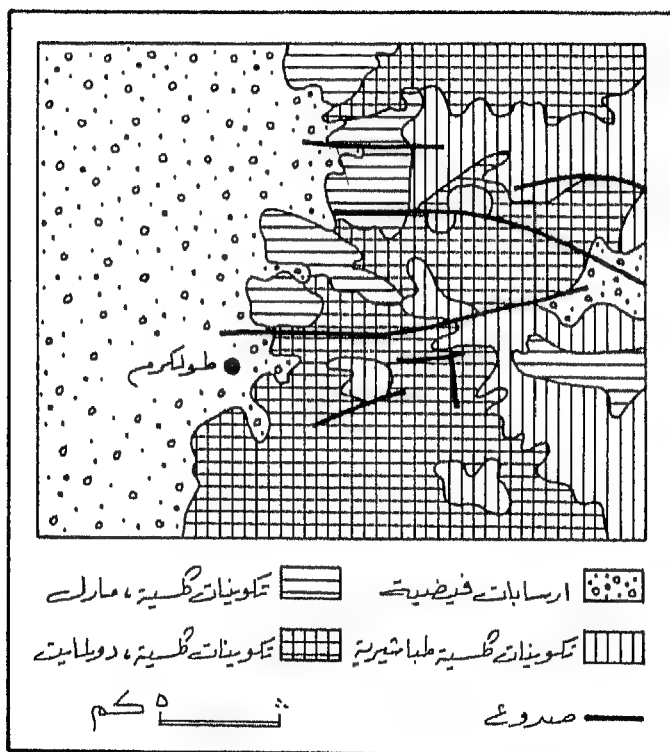 طولكرم
ارسابات فيضية تكوينات كلسية، مارل
تكوينات كلسية طباشيرية تكوينات كلسية، دولمايت
صدوع ٥ كم